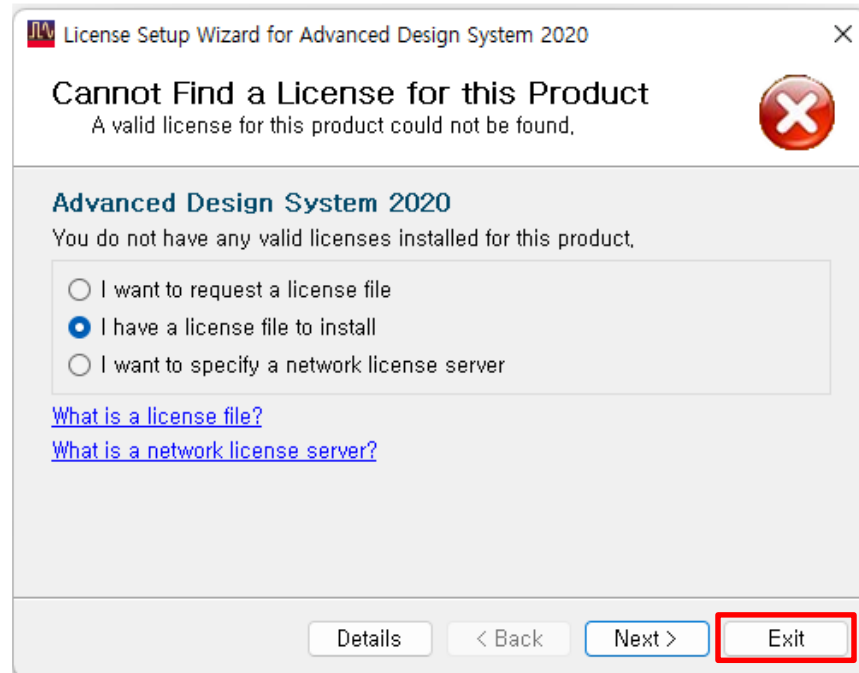 License Setup Wizard for Advanced Design System 2020
Cannot Find a License for this Product
A valid license for this product could not be found.
Advanced Design System 2020
You do not have any valid licenses installed for this product.
I want to request a license file
I have a license file to install
I want to specify a network license server
What is a license file?
What is a network license server?
Details < Back Next > Exit